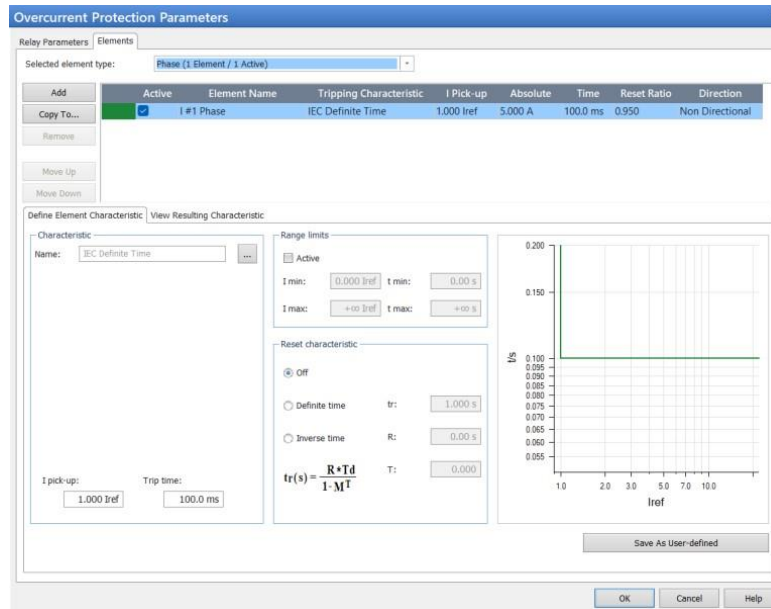 Overcurrent Protection Parameters
Relay Parameters Elements
Selected element type: Phase (1 Element / 1 Active)
Add
Copy To...
Remove
Move Up
Move Down
Active Element Name Tripping Characteristic I Pick-up Absolute Time Reset Ratio Direction
I #1 Phase IEC Definite Time 1.000 Iref 5.000 A 100.0 ms 0.950 Non Directional
Define Element Characteristic View Resulting Characteristic
Characteristic
Name: IEC Definite Time ...
I pick-up: Trip time:
1.000 Iref 100.0 ms
Range limits
Active
I min: 0.000 Iref t min: 0.00 s
I max: +∞ Iref t max: +∞ s
Reset characteristic
Off
Definite time tr: 1.000 s
Inverse time R: 0.00 s
tr(s) = R*Td / 1-M^T T: 0.000
t/s
0.200
0.150
0.100
0.095
0.090
0.085
0.080
0.075
0.070
0.065
0.060
0.055
1.0 2.0 3.0 5.0 7.0 10.0
Iref
Save As User-defined
OK Cancel Help